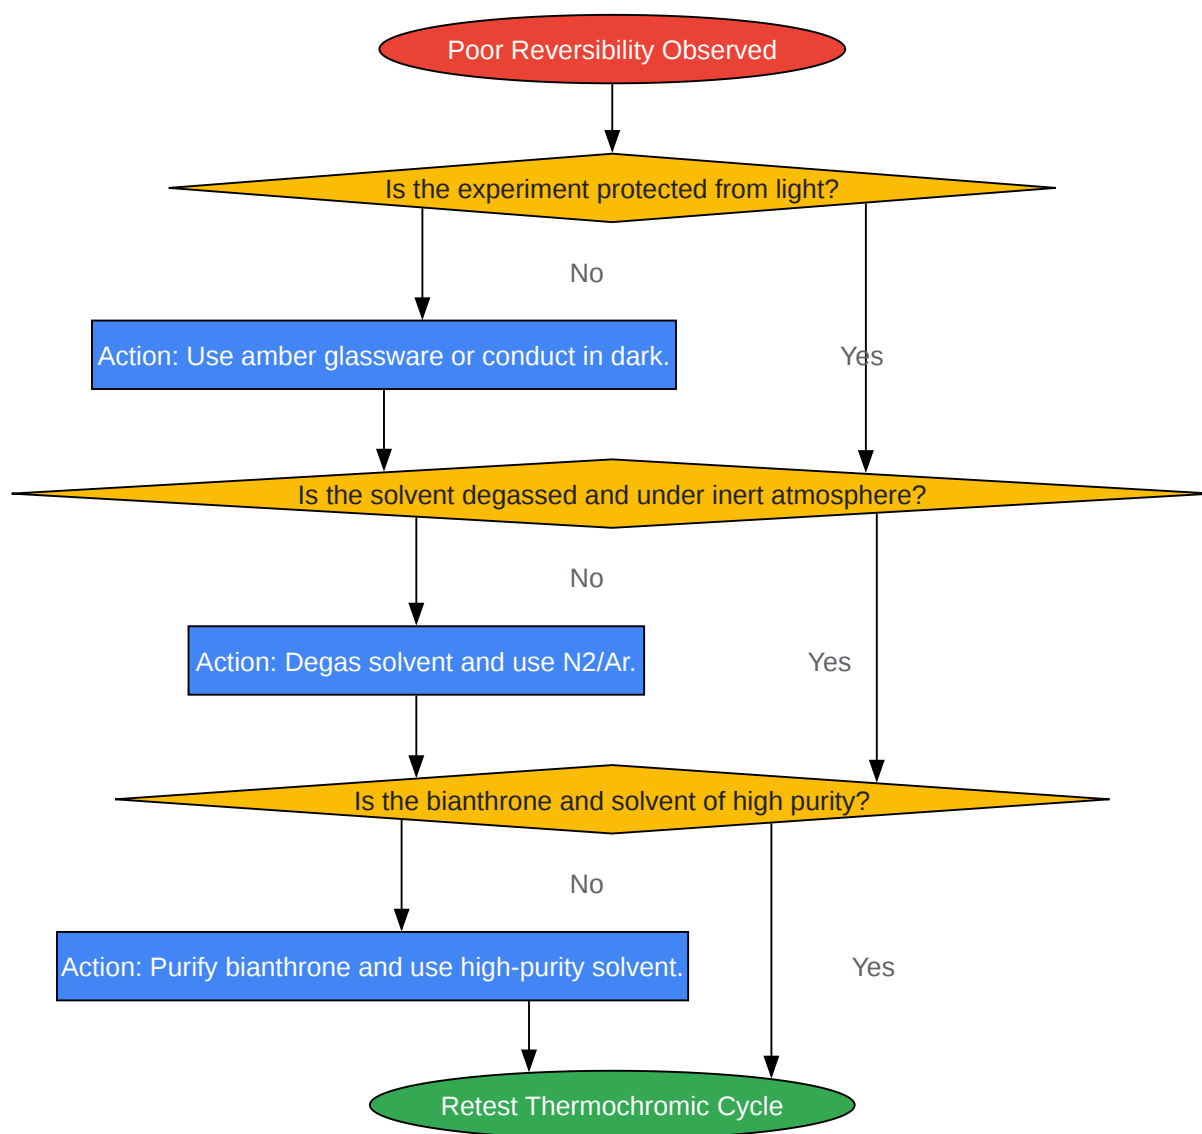 Poor Reversibility Observed
Is the experiment protected from light?
No
Action: Use amber glassware or conduct in dark.
Yes
Is the solvent degassed and under inert atmosphere?
No
Action: Degas solvent and use N2/Ar.
Yes
Is the bianthrone and solvent of high purity?
No
Action: Purify bianthrone and use high-purity solvent.
Yes
Retest Thermochromic Cycle